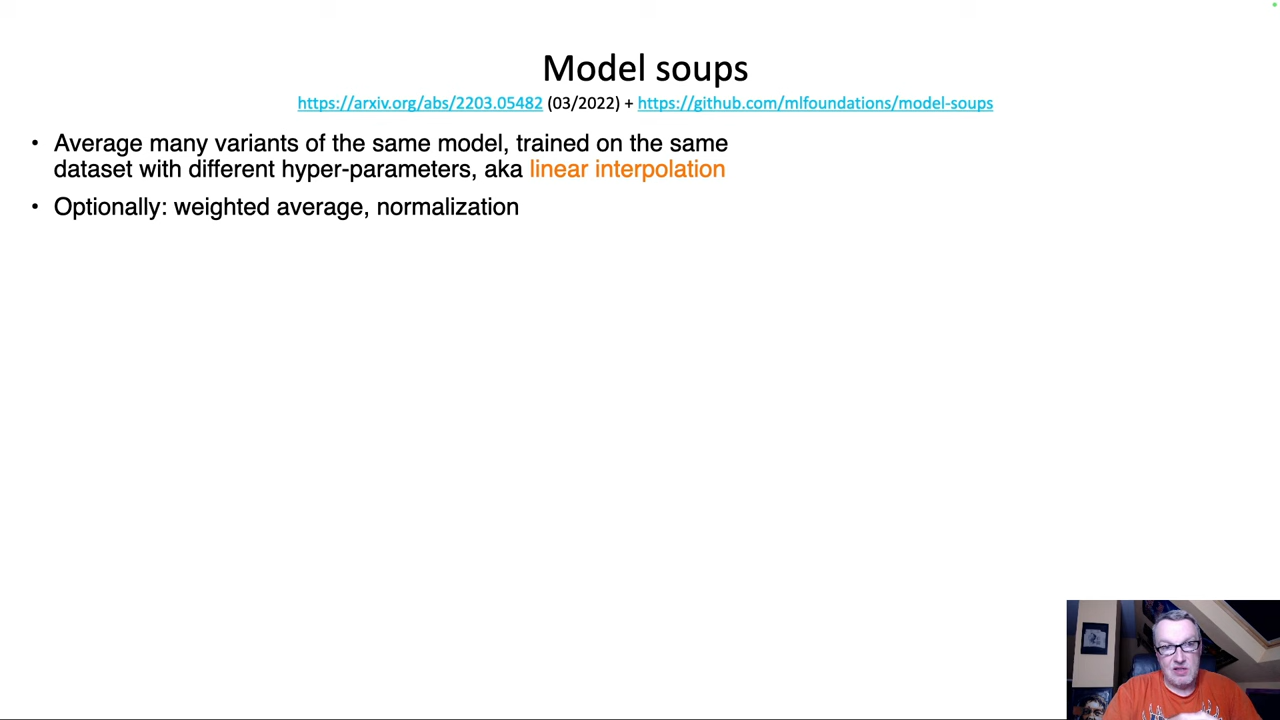 Model soups
https://arxiv.org/abs/2203.05482 (03/2022) + https://github.com/mlfoundations/model-soups
• Average many variants of the same model, trained on the same
dataset with different hyper-parameters, aka linear interpolation
• Optionally: weighted average, normalization